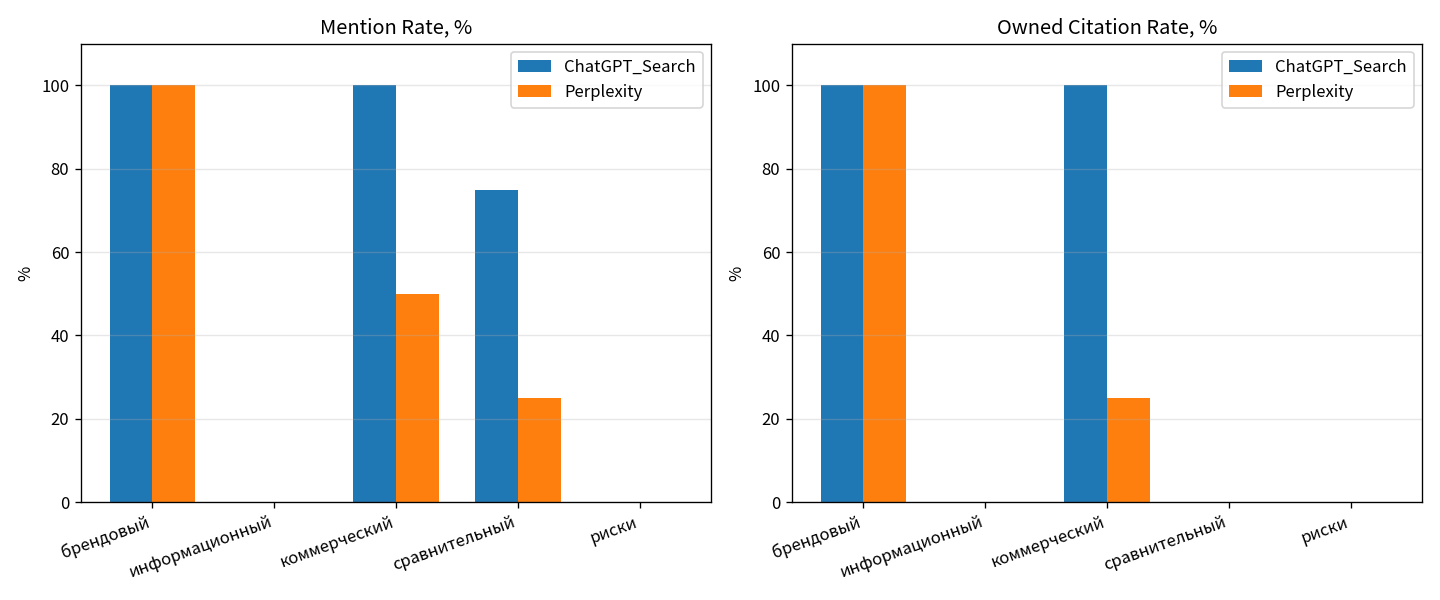 Mention Rate, %
ChatGPT_Search
Perplexity
%
100
80
60
40
20
0
брендовый
информационный
коммерческий
сравнительный
риски
Owned Citation Rate, %
ChatGPT_Search
Perplexity
%
100
80
60
40
20
0
брендовый
информационный
коммерческий
сравнительный
риски